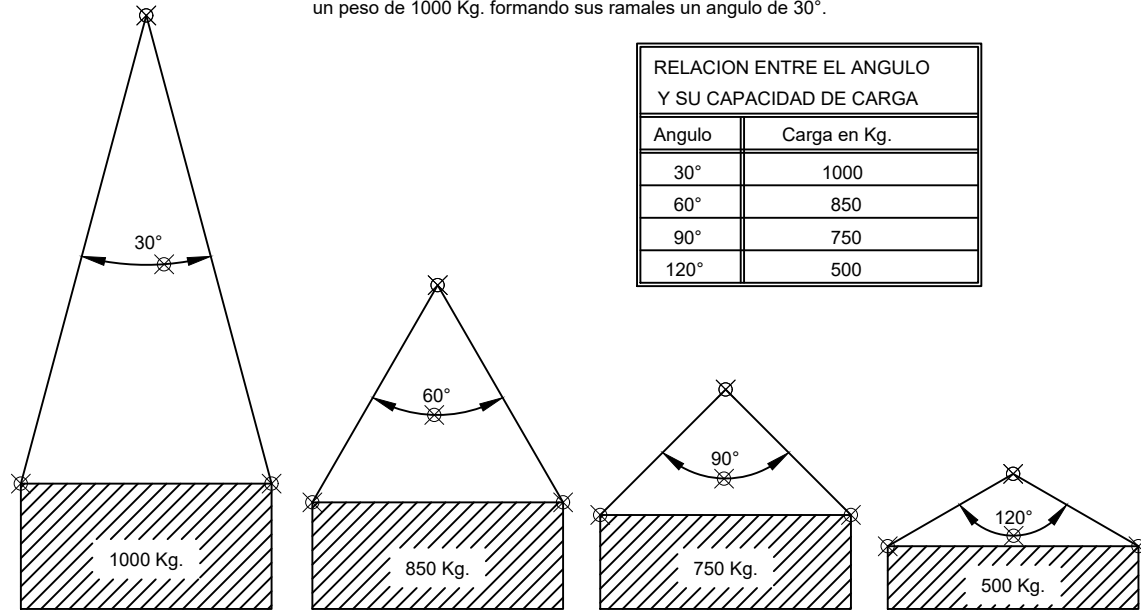 un peso de 1000 Kg. formando sus ramales un angulo de 30°.
RELACION ENTRE EL ANGULO
Y SU CAPACIDAD DE CARGA
Angulo Carga en Kg.
30° 1000
60° 850
90° 750
120° 500
30°
60°
90°
120°
1000 Kg.
850 Kg.
750 Kg.
500 Kg.